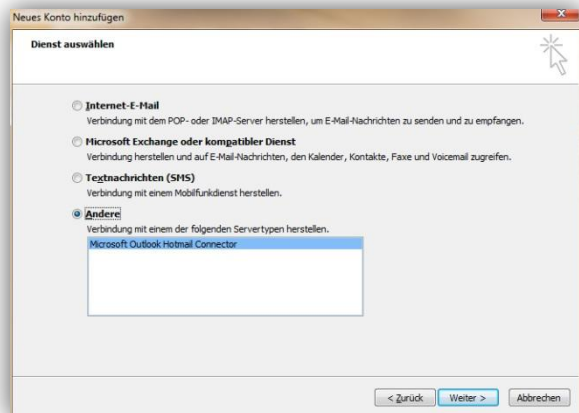 Neues Konto hinzufügen
Dienst auswählen
Internet-E-Mail
Verbindung mit dem POP- oder IMAP-Server herstellen, um E-Mail-Nachrichten zu senden und zu empfangen.
Microsoft Exchange oder kompatibler Dienst
Verbindung herstellen und auf E-Mail-Nachrichten, den Kalender, Kontakte, Faxe und Voicemail zugreifen.
Textnachrichten (SMS)
Verbindung mit einem Mobilfunkdienst herstellen.
Andere
Verbindung mit einem der folgenden Servertypen herstellen.
Microsoft Outlook Hotmail Connector
< Zurück Weiter > Abbrechen